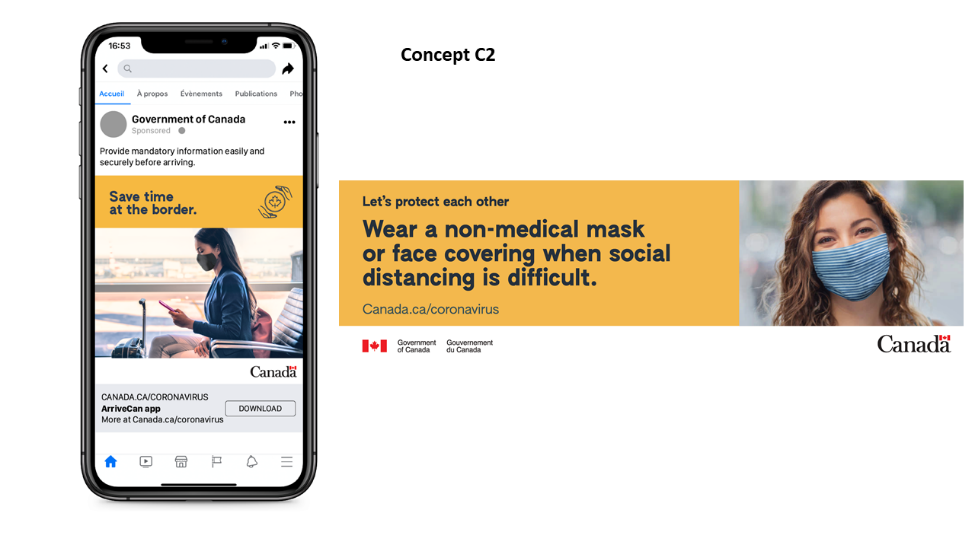 Concept C2
16:53
Accueil À propos Évènements Publications Pho
Government of Canada
Sponsored
Provide mandatory information easily and
securely before arriving.
Save time
at the border.
Canada
CANADA.CA/CORONAVIRUS
ArriveCan app
More at Canada.ca/coronavirus
DOWNLOAD
Let's protect each other
Wear a non-medical mask
or face covering when social
distancing is difficult.
Canada.ca/coronavirus
Government
of Canada
Gouvernement
du Canada
Canada